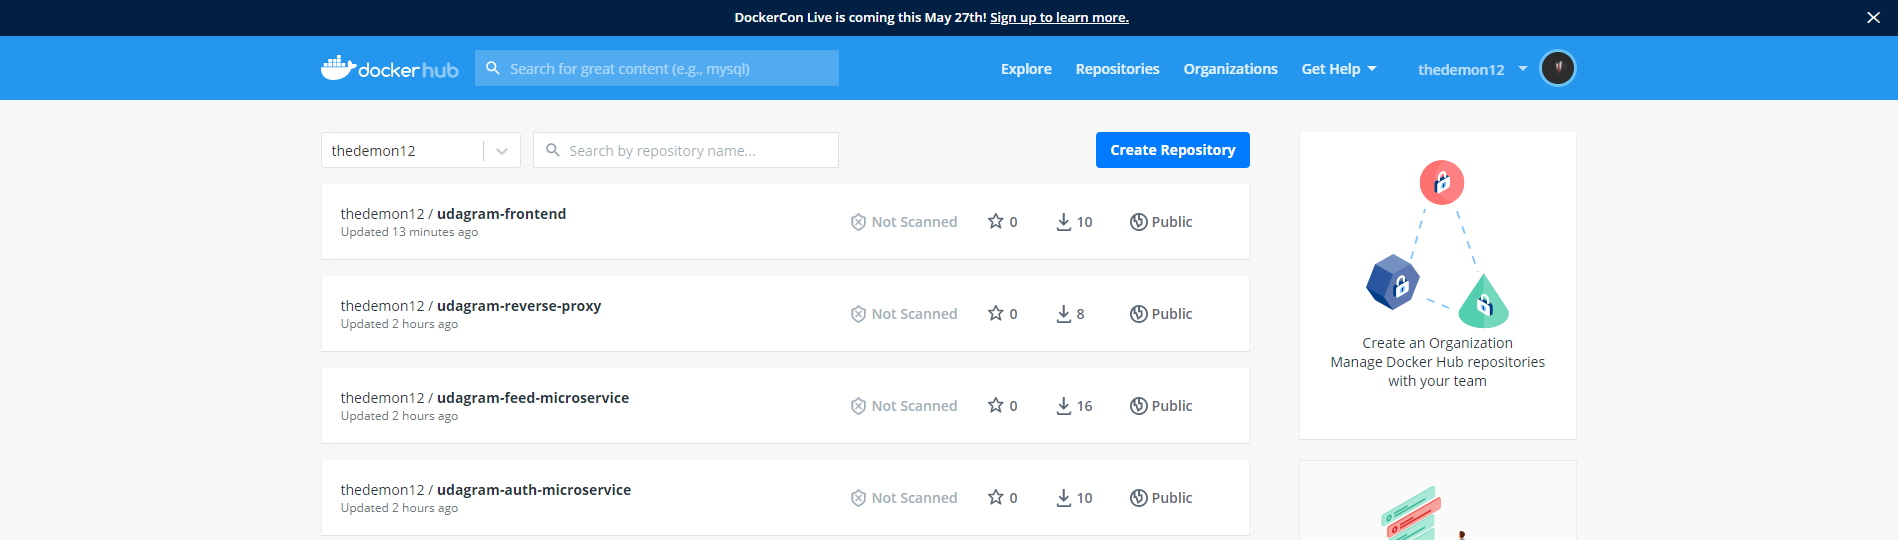 DockerCon Live is coming this May 27th! Sign up to learn more.
dockerhub
Search for great content (e.g., mysql)
Explore
Repositories
Organizations
Get Help
thedemon12
thedemon12
Search by repository name...
Create Repository
thedemon12 / udagram-frontend
Updated 13 minutes ago
Not Scanned
0
10
Public
thedemon12 / udagram-reverse-proxy
Updated 2 hours ago
Not Scanned
0
8
Public
thedemon12 / udagram-feed-microservice
Updated 2 hours ago
Not Scanned
0
16
Public
thedemon12 / udagram-auth-microservice
Updated 2 hours ago
Not Scanned
0
10
Public
Create an Organization
Manage Docker Hub repositories
with your team